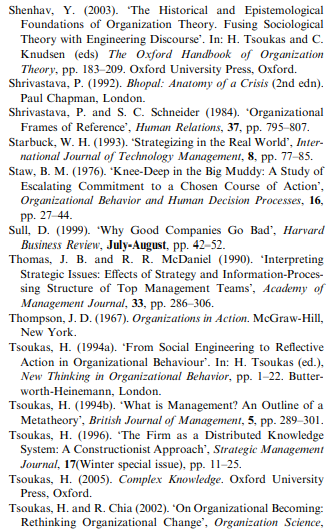 Shenhav, Y. (2003). ‘The Historical and Epistemological
Foundations of Organization Theory. Fusing Sociological
Theory with Engineering Discourse’. In: H. Tsoukas and C.
Knudsen (eds) The Oxford Handbook of Organization
Theory, pp. 183–209. Oxford University Press, Oxford.
Shrivastava, P. (1992). Bhopal: Anatomy of a Crisis (2nd edn).
Paul Chapman, London.
Shrivastava, P. and S. C. Schneider (1984). ‘Organizational
Frames of Reference’, Human Relations, 37, pp. 795–807.
Starbuck, W. H. (1993). ‘Strategizing in the Real World’, Inter-
national Journal of Technology Management, 8, pp. 77–85.
Staw, B. M. (1976). ‘Knee-Deep in the Big Muddy: A Study of
Escalating Commitment to a Chosen Course of Action’,
Organizational Behavior and Human Decision Processes, 16,
pp. 27–44.
Sull, D. (1999). ‘Why Good Companies Go Bad’, Harvard
Business Review, July-August, pp. 42–52.
Thomas, J. B. and R. R. McDaniel (1990). ‘Interpreting
Strategic Issues: Effects of Strategy and Information-Proces-
sing Structure of Top Management Teams’, Academy of
Management Journal, 33, pp. 286–306.
Thompson, J. D. (1967). Organizations in Action. McGraw-Hill,
New York.
Tsoukas, H. (1994a). ‘From Social Engineering to Reflective
Action in Organizational Behaviour’. In: H. Tsoukas (ed.),
New Thinking in Organizational Behavior, pp. 1–22. Butter-
worth-Heinemann, London.
Tsoukas, H. (1994b). ‘What is Management? An Outline of a
Metatheory’, British Journal of Management, 5, pp. 289–301.
Tsoukas, H. (1996). ‘The Firm as a Distributed Knowledge
System: A Constructionist Approach’, Strategic Management
Journal, 17(Winter special issue), pp. 11–25.
Tsoukas, H. (2005). Complex Knowledge. Oxford University
Press, Oxford.
Tsoukas, H. and R. Chia (2002). ‘On Organizational Becoming:
Rethinking Organizational Change’, Organization Science,